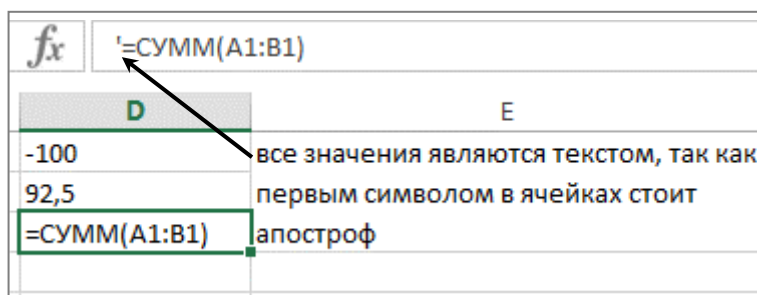 fx '=СУММ(A1:B1)
D E
-100 все значения являются текстом, так как
92,5 первым символом в ячейках стоит
=СУММ(A1:B1) апостроф